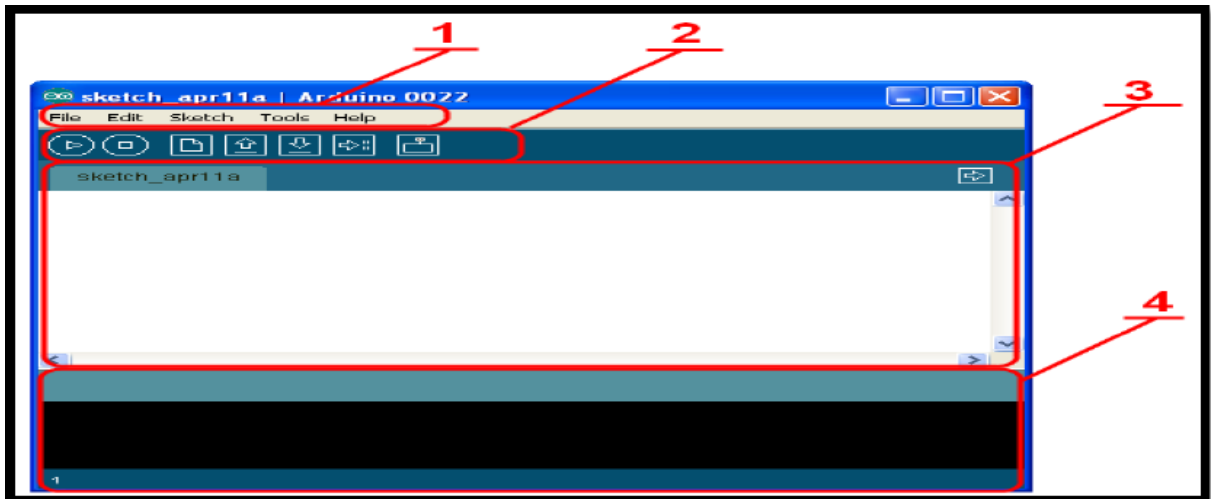 1 2
3
sketch_apr11a | Arduino 0022
File Edit Sketch Tools Help
sketch_apr11a
4
1